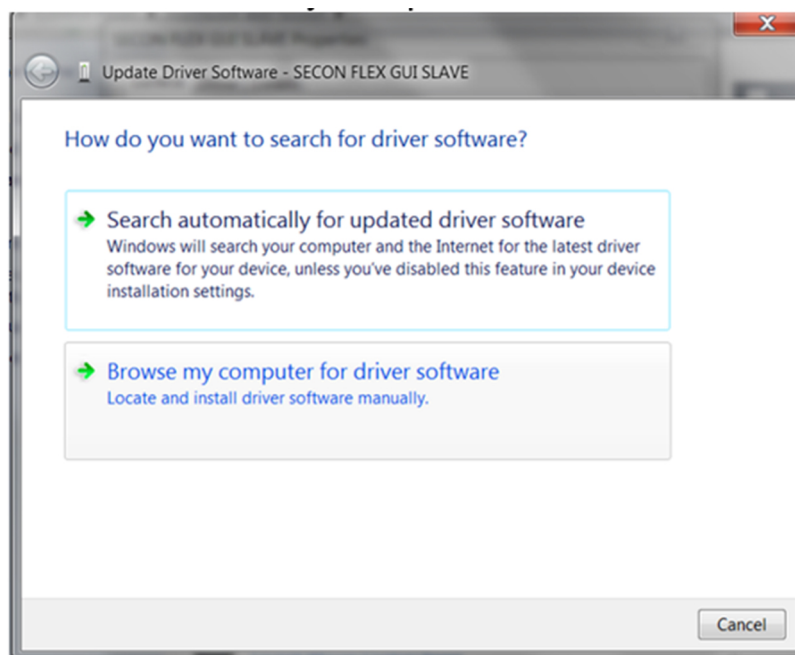 Update Driver Software - SECON FLEX GUI SLAVE
How do you want to search for driver software?
Search automatically for updated driver software
Windows will search your computer and the Internet for the latest driver
software for your device, unless you've disabled this feature in your device
installation settings.
Browse my computer for driver software
Locate and install driver software manually.
Cancel